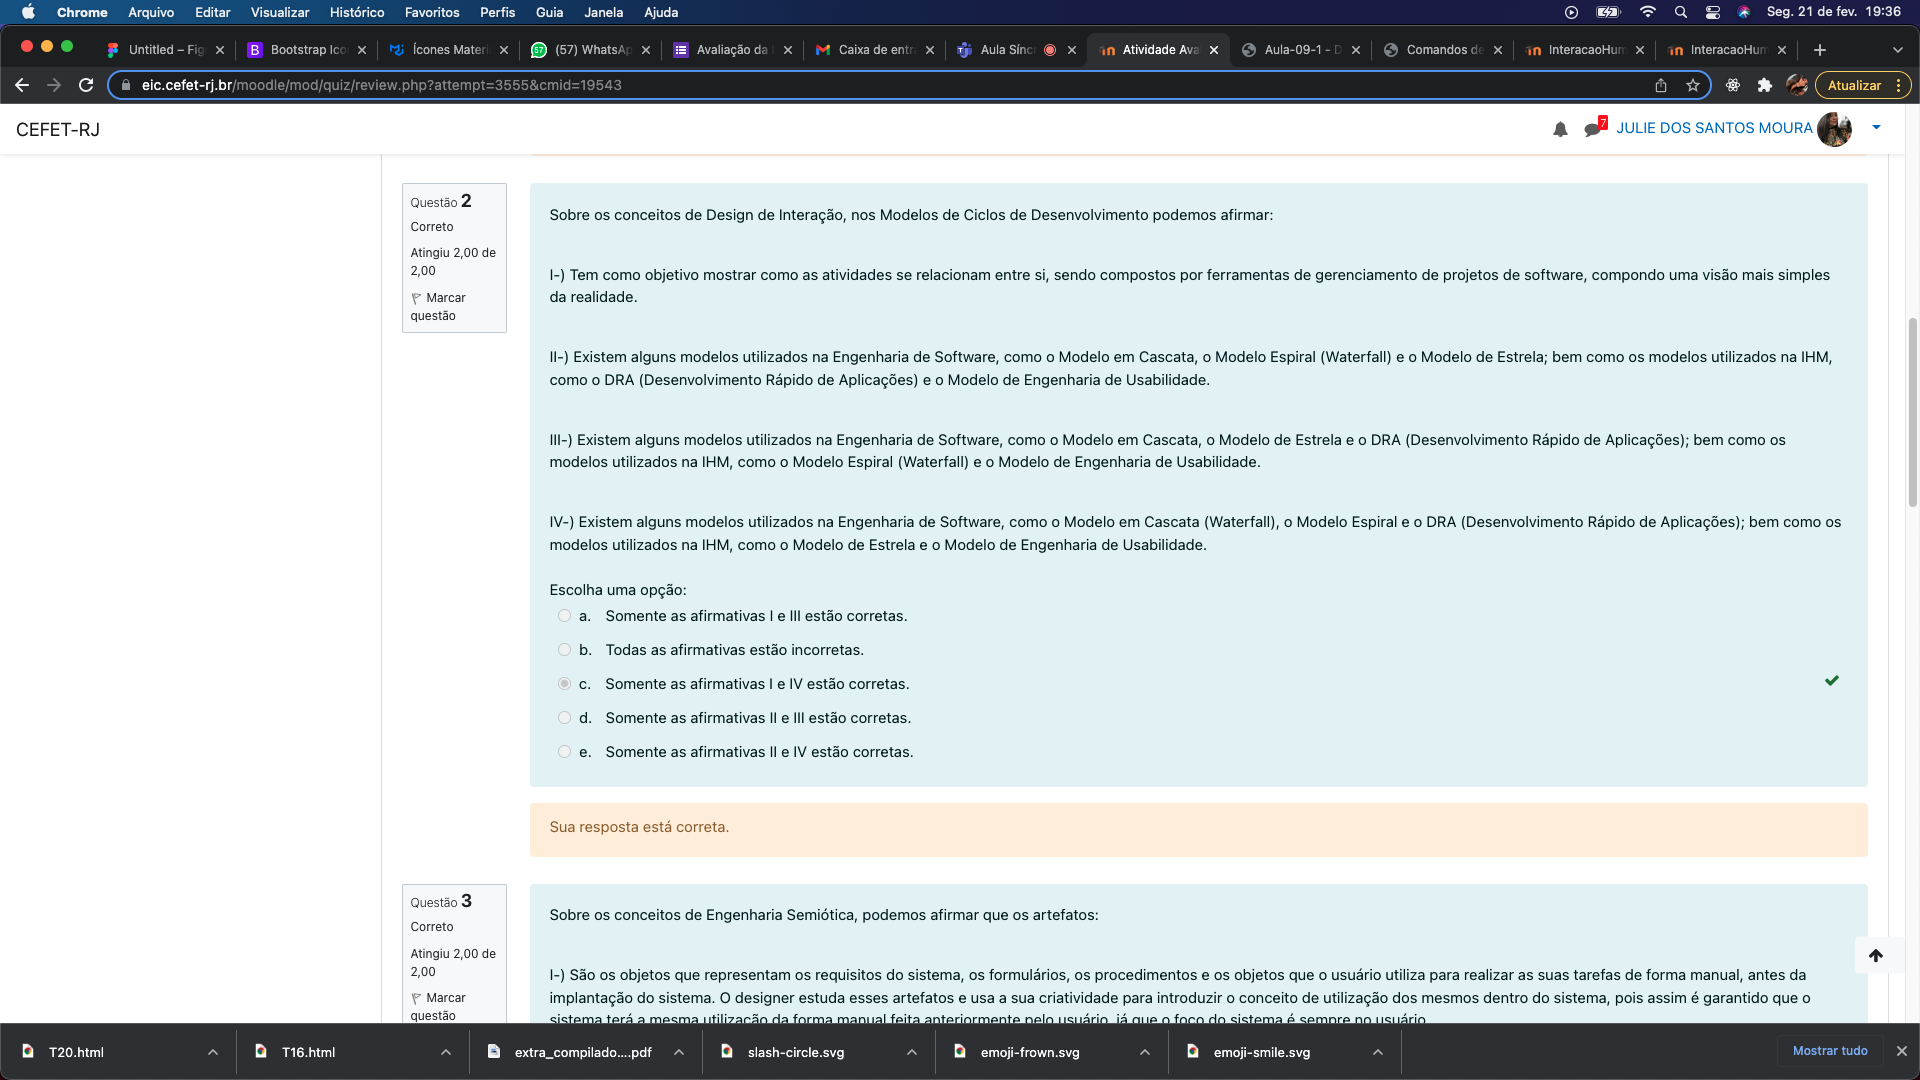 Chrome Arquivo Editar Visualizar Histórico Favoritos Perfis Guia Janela Ajuda Seg. 21 de fev. 19:36
Untitled – Fig Bootstrap Ico Ícones Materi (57) WhatsAp Avaliação da Caixa de entr Aula Sínc Atividade Ava Aula-09-1 - D Comandos de InteracaoHum InteracaoHum
eic.cefet-rj.br/moodle/mod/quiz/review.php?attempt=3555&cmid=19543 Atualizar
CEFET-RJ 7 JULIE DOS SANTOS MOURA
Questão 2
Correto
Atingiu 2,00 de
2,00
Marcar
questão
Sobre os conceitos de Design de Interação, nos Modelos de Ciclos de Desenvolvimento podemos afirmar:
I-) Tem como objetivo mostrar como as atividades se relacionam entre si, sendo compostos por ferramentas de gerenciamento de projetos de software, compondo uma visão mais simples
da realidade.
II-) Existem alguns modelos utilizados na Engenharia de Software, como o Modelo em Cascata, o Modelo Espiral (Waterfall) e o Modelo de Estrela; bem como os modelos utilizados na IHM,
como o DRA (Desenvolvimento Rápido de Aplicações) e o Modelo de Engenharia de Usabilidade.
III-) Existem alguns modelos utilizados na Engenharia de Software, como o Modelo em Cascata, o Modelo de Estrela e o DRA (Desenvolvimento Rápido de Aplicações); bem como os
modelos utilizados na IHM, como o Modelo Espiral (Waterfall) e o Modelo de Engenharia de Usabilidade.
IV-) Existem alguns modelos utilizados na Engenharia de Software, como o Modelo em Cascata (Waterfall), o Modelo Espiral e o DRA (Desenvolvimento Rápido de Aplicações); bem como os
modelos utilizados na IHM, como o Modelo de Estrela e o Modelo de Engenharia de Usabilidade.
Escolha uma opção:
a. Somente as afirmativas I e III estão corretas.
b. Todas as afirmativas estão incorretas.
c. Somente as afirmativas I e IV estão corretas.
d. Somente as afirmativas II e III estão corretas.
e. Somente as afirmativas II e IV estão corretas.
Sua resposta está correta.
Questão 3
Correto
Atingiu 2,00 de
2,00
Marcar
questão
Sobre os conceitos de Engenharia Semiótica, podemos afirmar que os artefatos:
I-) São os objetos que representam os requisitos do sistema, os formulários, os procedimentos e os objetos que o usuário utiliza para realizar as suas tarefas de forma manual, antes da
implantação do sistema. O designer estuda esses artefatos e usa a sua criatividade para introduzir o conceito de utilização dos mesmos dentro do sistema, pois assim é garantido que o
sistema terá a mesma utilização da forma manual feita anteriormente pelo usuário, já que o foco do sistema é sempre no usuário.
T20.html T16.html extra_compilado....pdf slash-circle.svg emoji-frown.svg emoji-smile.svg Mostrar tudo